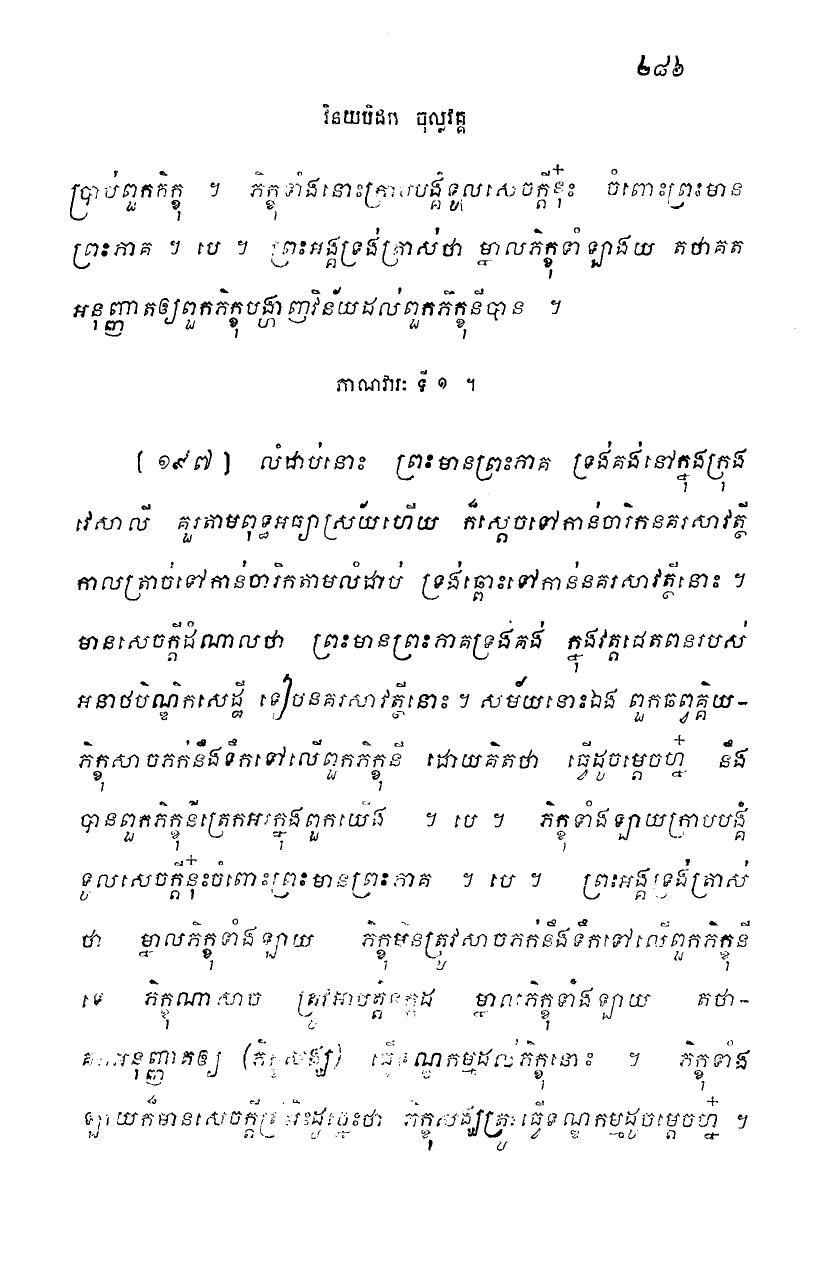 ២៨៦
វិនយបិដក ចុល្លវគ្គ
ប្រាប់ពួកភិក្ខុ ។ ភិក្ខុទាំងនោះក្រាបបង្គំទូលសេចក្តីនុ៎ះ ចំពោះព្រះមាន
ព្រះភាគ ។ បេ ។ ព្រះអង្គទ្រង់ត្រាស់ថា ម្នាលភិក្ខុទាំឡាងយ តថាគត
អនុញ្ញាតឲ្យពួកភិក្ខុបង្ហាញវិន័យដល់ពួកភិក្ខុនីបាន ។
ភាណវារៈ ទី ១ ។
[ ១៩៧ ] លំដាប់នោះ ព្រះមានព្រះភាគ ទ្រង់គង់នៅក្នុងក្រុង
វេសាលី គួរតាមពុទ្ធអធ្យាស្រ័យហើយ ក៏ស្តេចទៅកាន់ចារិកនគរសាវត្ថី
កាលត្រាច់ទៅកាន់ចារិកតាមលំដាប់ ទ្រង់ឆ្ពោះទៅកាន់នគរសាវត្ថីនោះ ។
មានសេចក្តីដំណាលថា ព្រះមានព្រះភាគទ្រង់គង់ ក្នុងវត្តជេតពនរបស់
អនាថបិណ្ឌិកសេដ្ឋី ទៀបនគរសាវត្ថីនោះ ។ សម័យនោះឯង ពួកឆព្វគ្គិយ-
ភិក្ខុសាចភក់នឹងទឹកទៅលើពួកភិក្ខុនី ដោយគិតថា ធ្វើដូចម្តេចហ្ន៎ នឹង
បានពួកភិក្ខុនីត្រេកអរក្នុងពួកយើង ។ បេ ។ ភិក្ខុទាំងឡាយក្រាបបង្គំ
ទូលសេចក្តីនុ៎ះចំពោះព្រះមានព្រះភាគ ។ បេ ។ ព្រះអង្គទ្រង់ត្រាស់
ថា ម្នាលភិក្ខុទាំងឡាយ ភិក្ខុមិនត្រូវសាចភក់នឹងទឹកទៅលើពួកភិក្ខុនី
ទេ ភិក្ខុណាសាច ត្រូវអាបត្តិទុក្កដ ម្នាលភិក្ខុទាំងឡាយ តថា-
គតអនុញ្ញាតឲ្យ (ភិក្ខុសង្ឃ) ធ្វើទណ្ឌកម្មដល់ភិក្ខុនោះ ។ ភិក្ខុទាំង
ឡាយក៏មានសេចក្តីត្រិះរិះដូច្នេះថា ភិក្ខុសង្ឃត្រូវធ្វើទណ្ឌកម្មដូចម្តេចហ្ន៎ ។